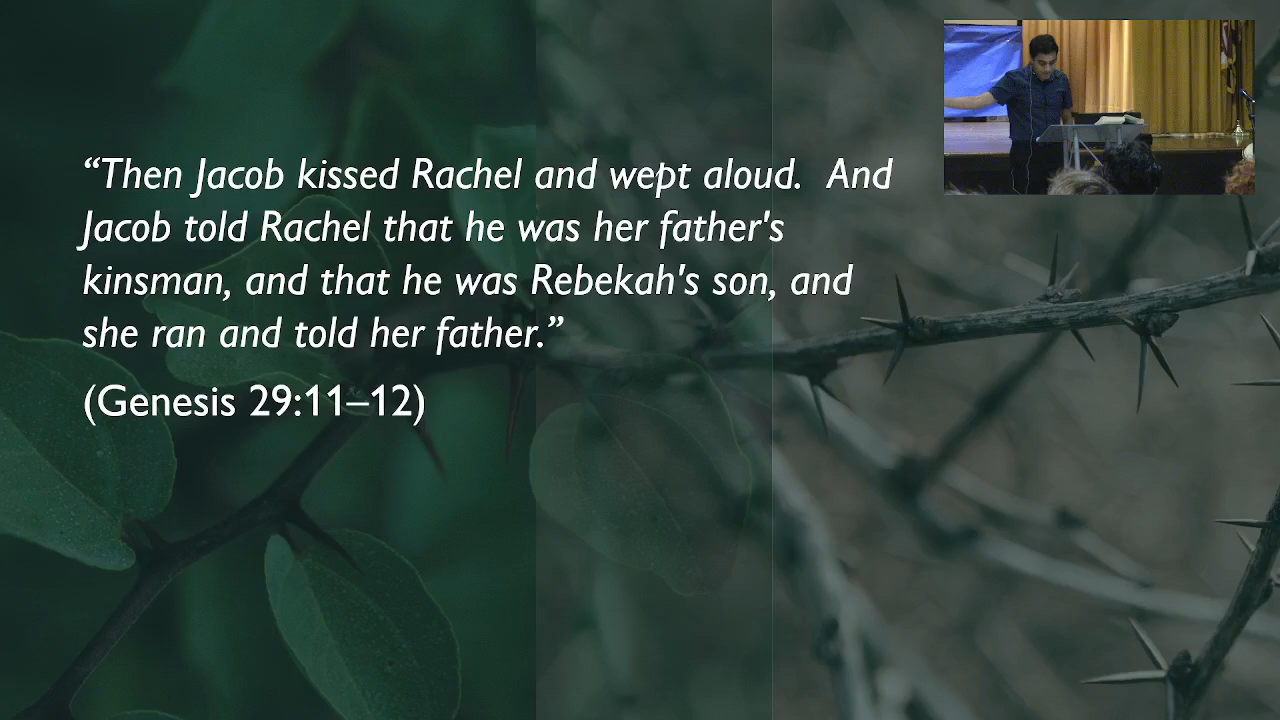 “Then Jacob kissed Rachel and wept aloud.  And
Jacob told Rachel that he was her father's
kinsman, and that he was Rebekah's son, and
she ran and told her father.”
(Genesis 29:11–12)